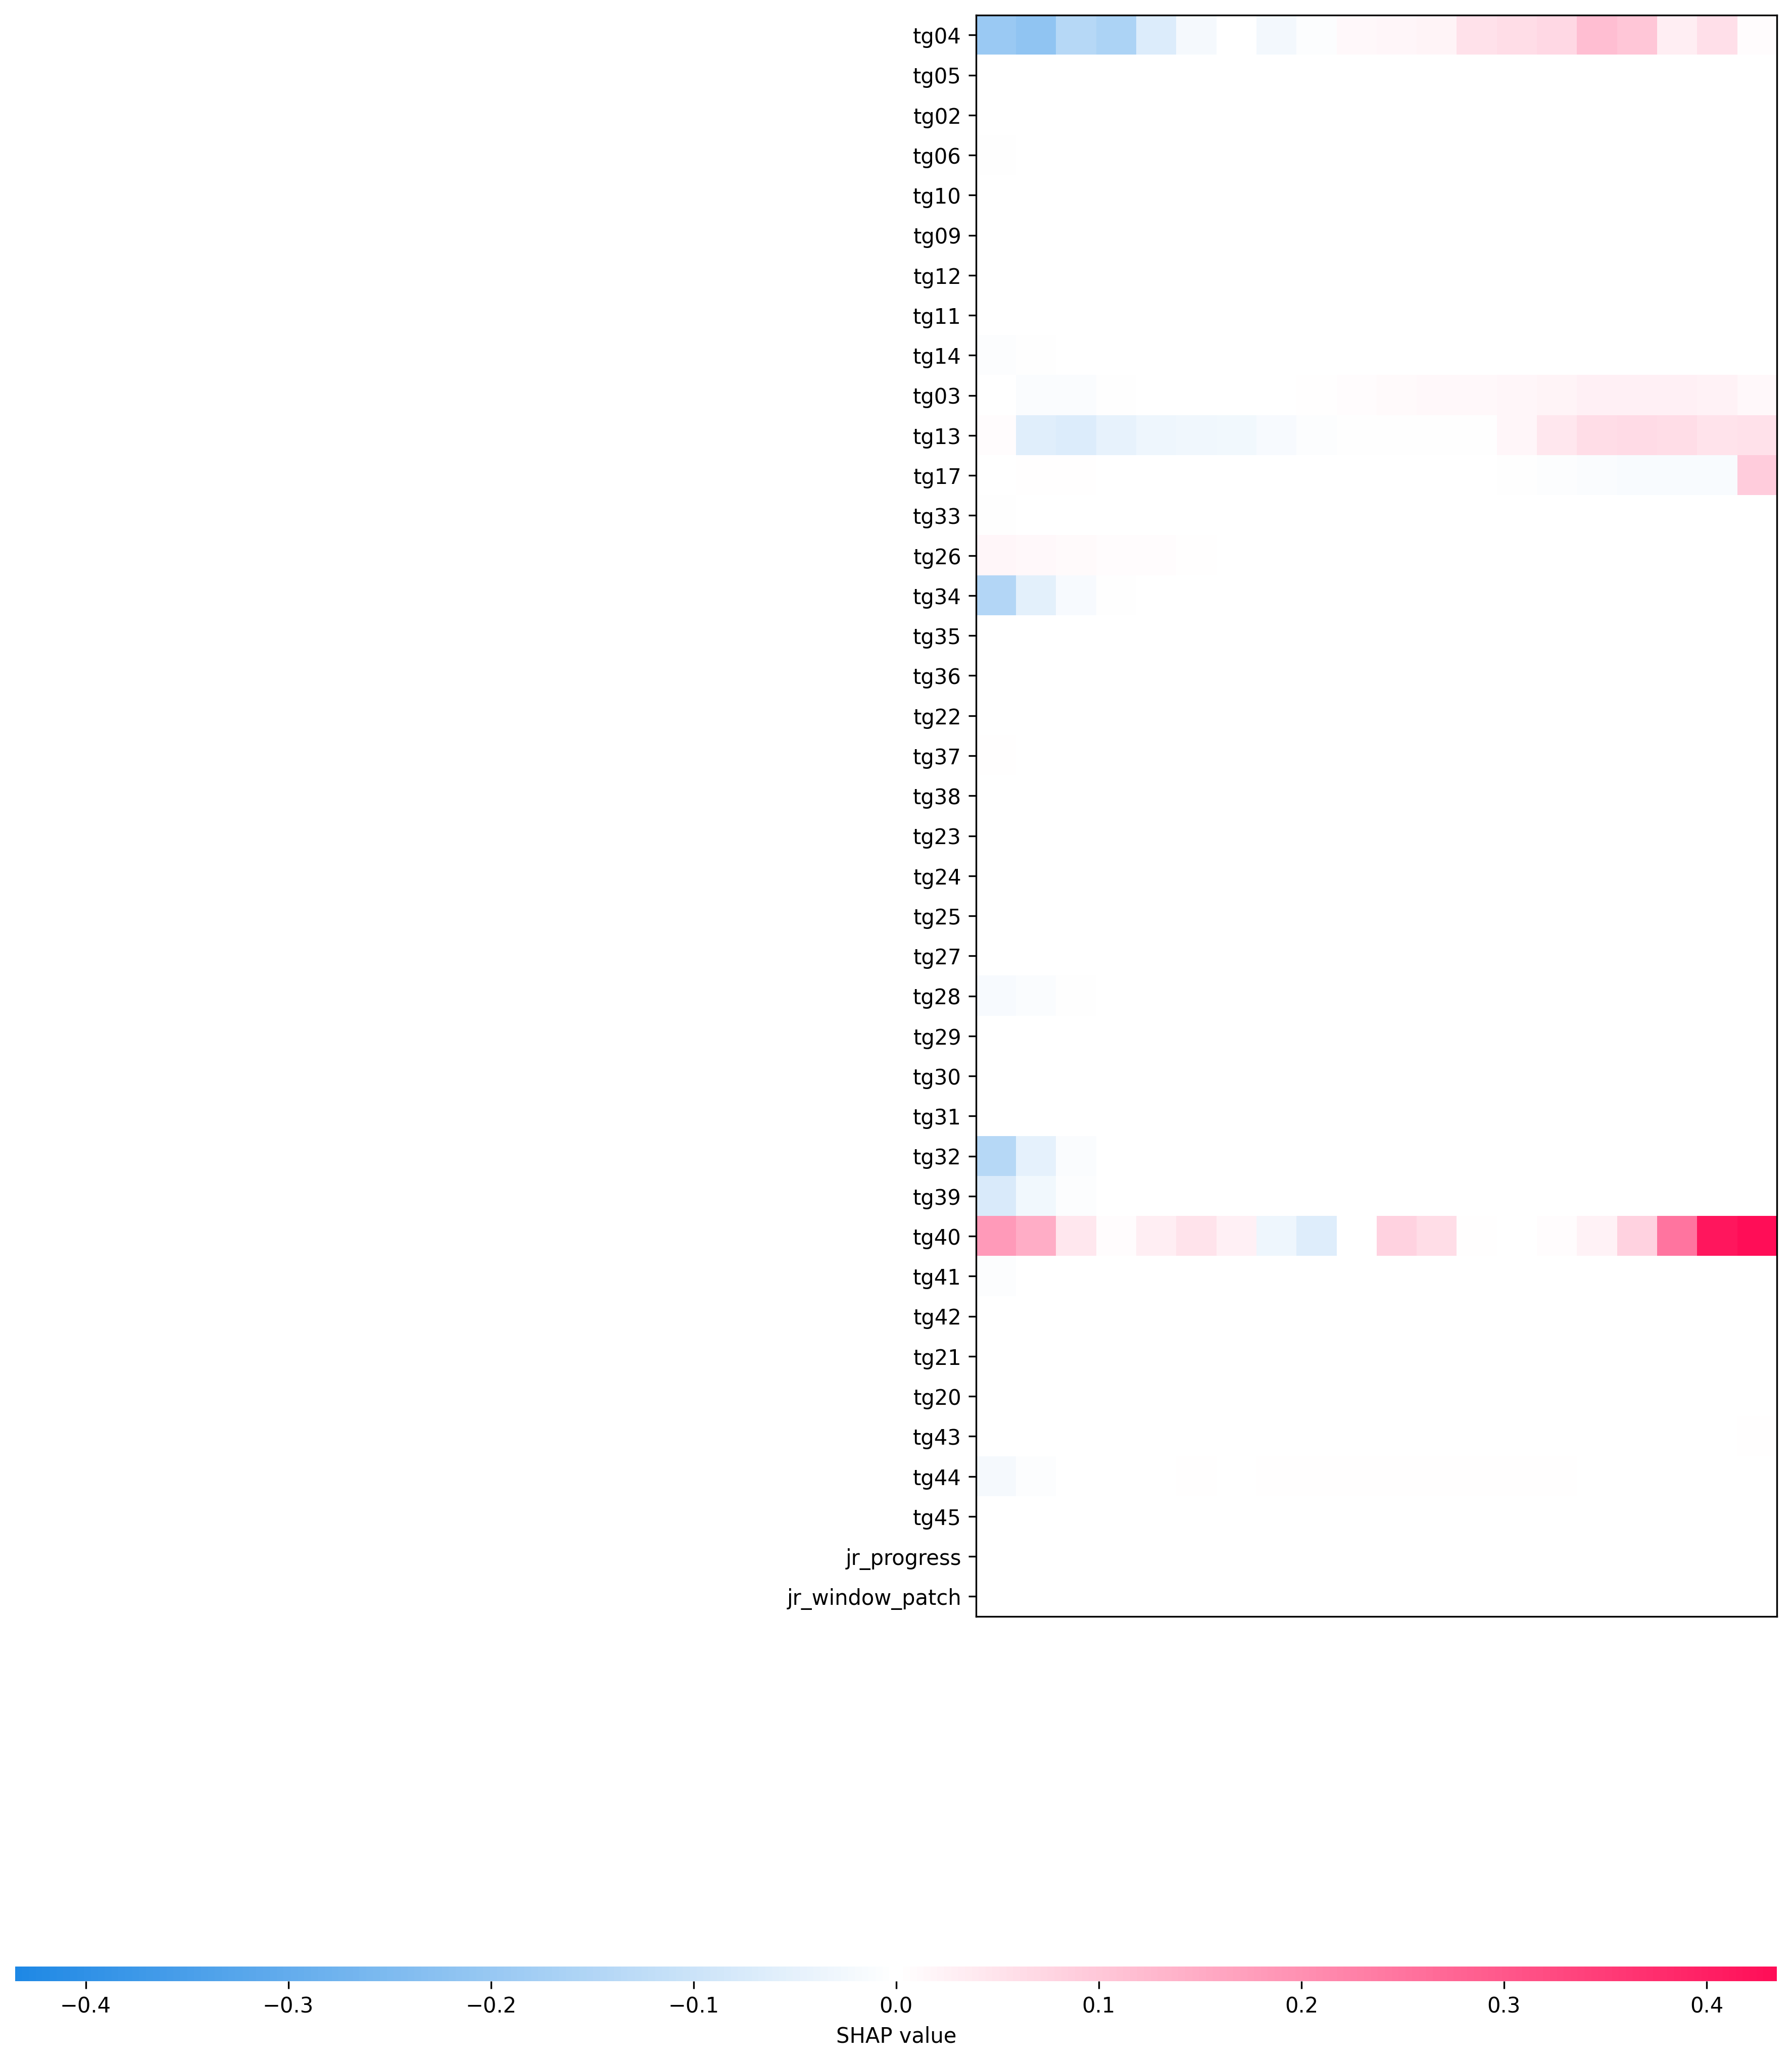 tg04
tg05
tg02
tg06
tg10
tg09
tg12
tg11
tg14
tg03
tg13
tg17
tg33
tg26
tg34
tg35
tg36
tg22
tg37
tg38
tg23
tg24
tg25
tg27
tg28
tg29
tg30
tg31
tg32
tg39
tg40
tg41
tg42
tg21
tg20
tg43
tg44
tg45
jr_progress
jr_window_patch
−0.4 −0.3 −0.2 −0.1 0.0 0.1 0.2 0.3 0.4
SHAP value